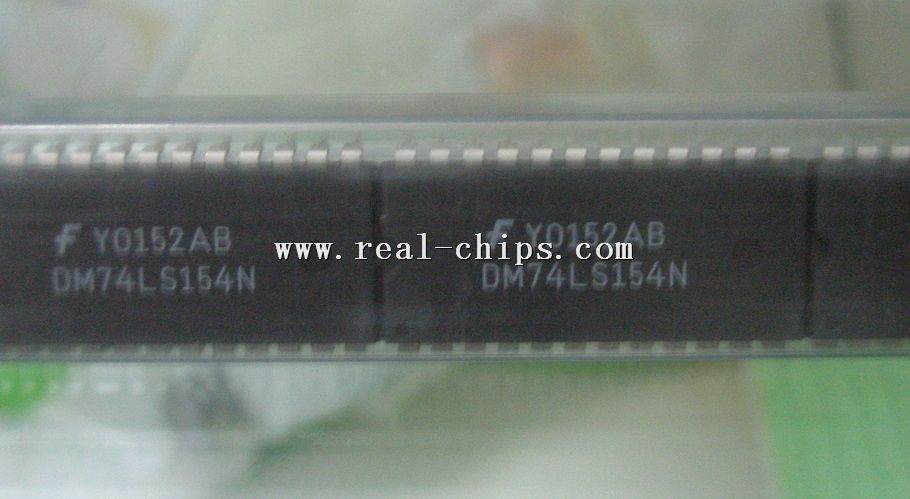 F Y0152AB
DM74LS154N
www.real-chips.com
F Y0152AB
DM74LS154N